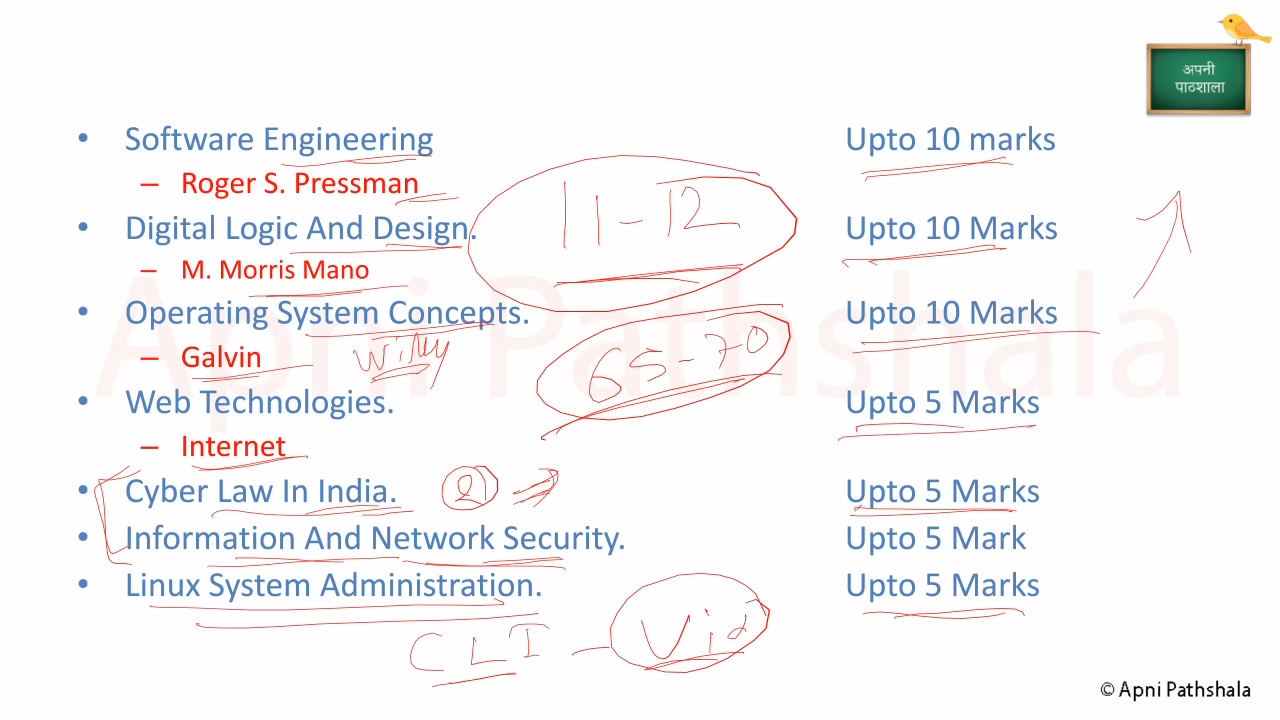 अपनी
पाठशाला
• Software Engineering Upto 10 marks
– Roger S. Pressman
11-12
• Digital Logic And Design. Upto 10 Marks
– M. Morris Mano
• Operating System Concepts. Upto 10 Marks
– Galvin
65-70
• Web Technologies. Upto 5 Marks
– Internet
• Cyber Law In India. 2 Upto 5 Marks
• Information And Network Security. Upto 5 Mark
• Linux System Administration. Upto 5 Marks
CLI
Apni Pathshala
© Apni Pathshala